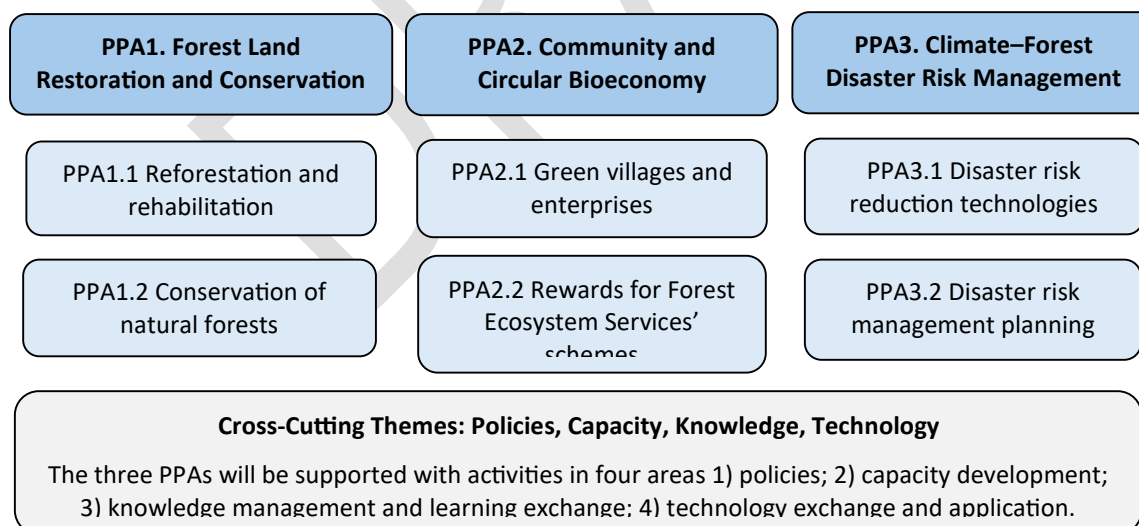 PPA1. Forest Land
Restoration and Conservation
PPA2. Community and
Circular Bioeconomy
PPA3. Climate–Forest
Disaster Risk Management
PPA1.1 Reforestation and
rehabilitation
PPA2.1 Green villages and
enterprises
PPA3.1 Disaster risk
reduction technologies
PPA1.2 Conservation of
natural forests
PPA2.2 Rewards for Forest
Ecosystem Services’
schemes
PPA3.2 Disaster risk
management planning
Cross-Cutting Themes: Policies, Capacity, Knowledge, Technology
The three PPAs will be supported with activities in four areas 1) policies; 2) capacity development;
3) knowledge management and learning exchange; 4) technology exchange and application.